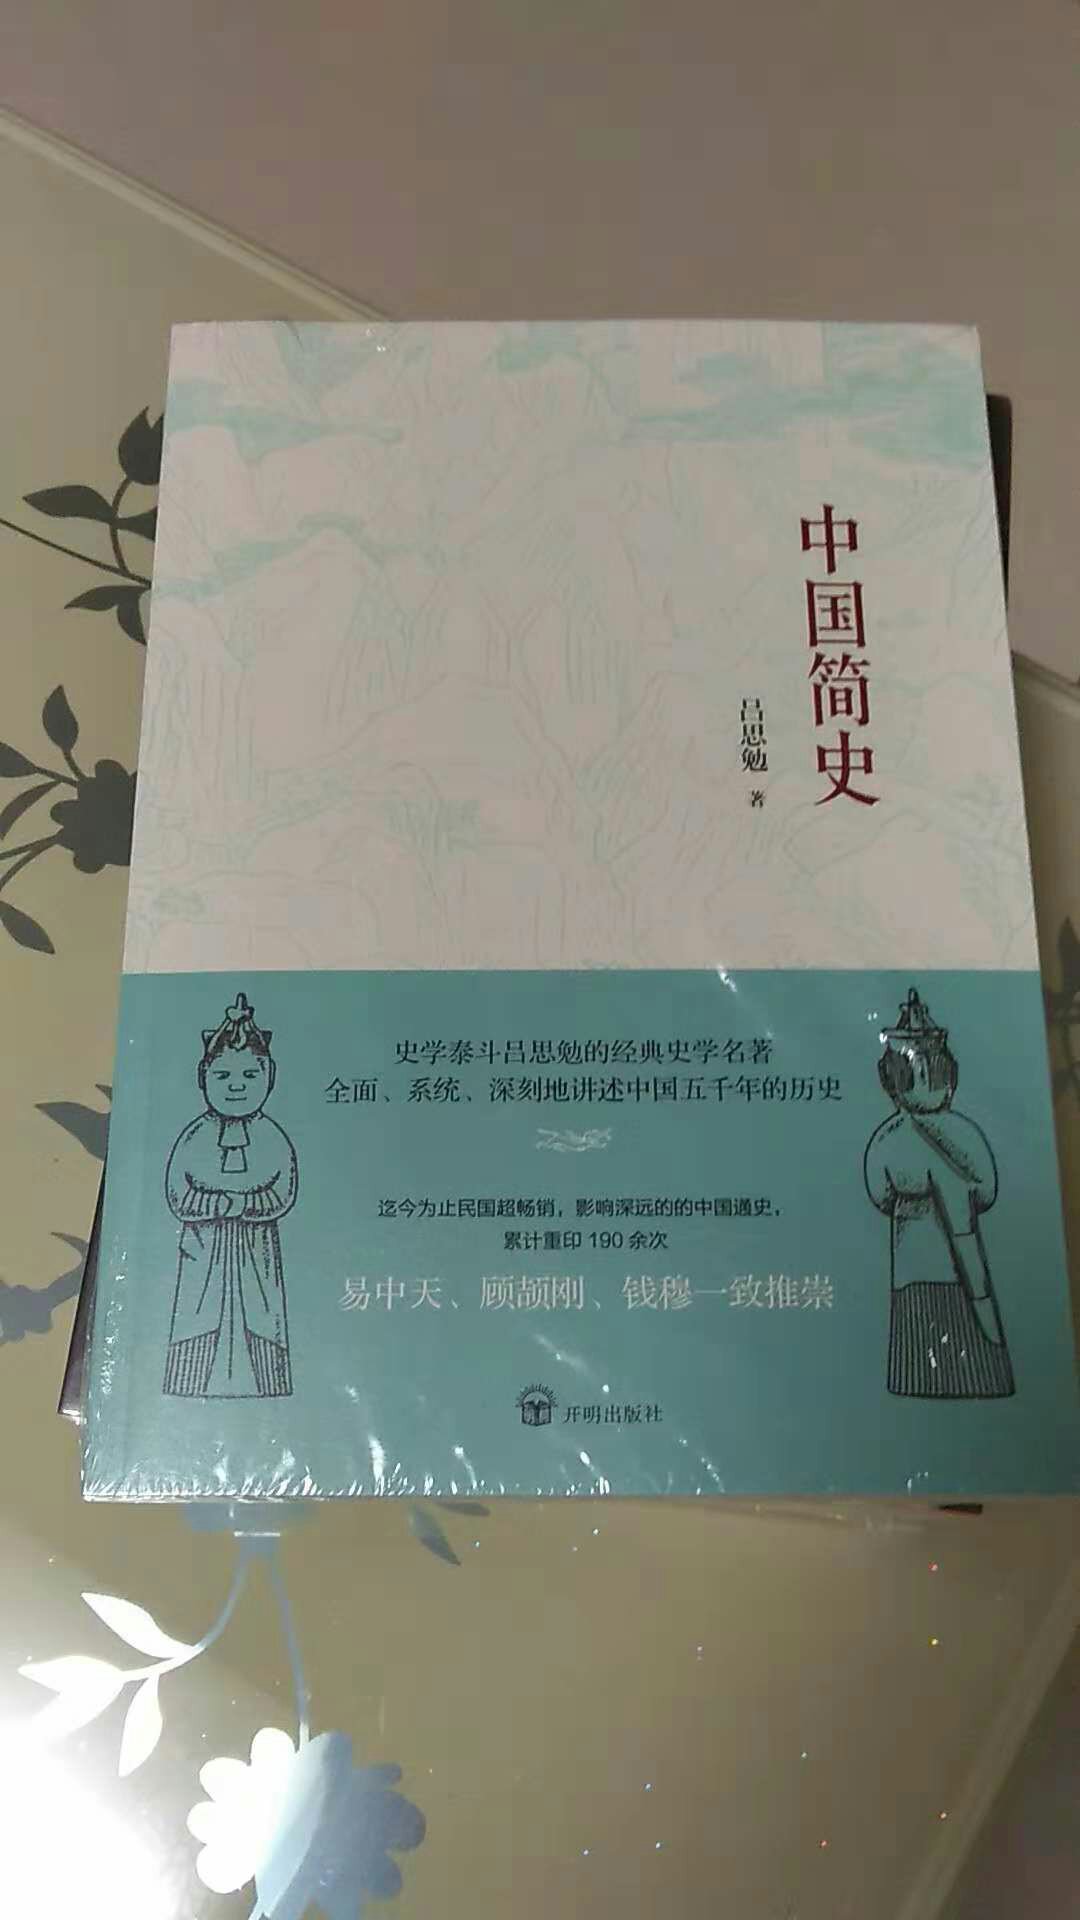 中国简史
吕思勉 著
史学泰斗吕思勉的经典史学名著
全面、系统、深刻地讲述中国五千年的历史
迄今为止民国超畅销，影响深远的的中国通史，
累计重印190余次
易中天、顾颉刚、钱穆一致推崇
开明出版社